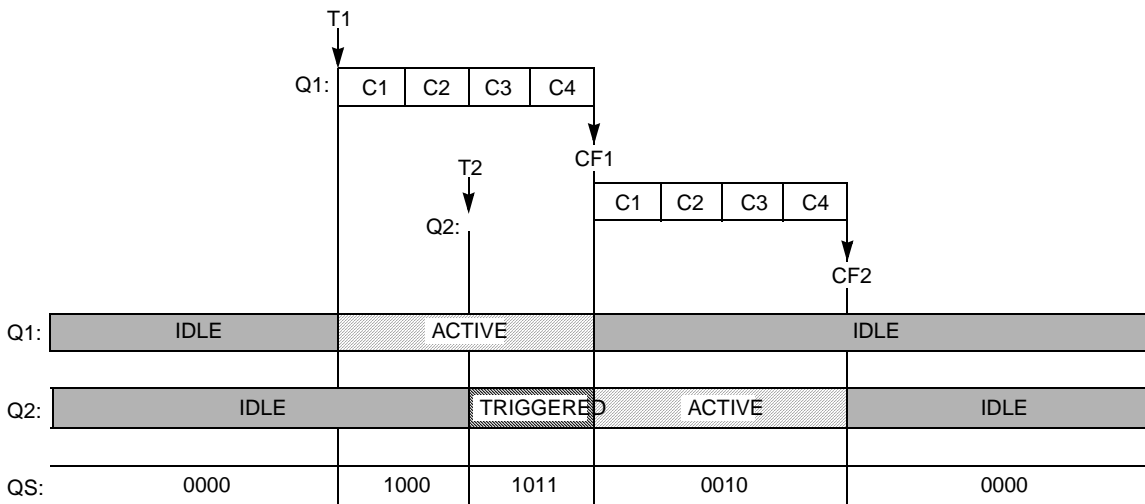 T1
Q1: C1 C2 C3 C4
CF1
T2
C1 C2 C3 C4
Q2:
CF2
Q1: IDLE ACTIVE IDLE
Q2: IDLE TRIGGERED ACTIVE IDLE
QS: 0000 1000 1011 0010 0000